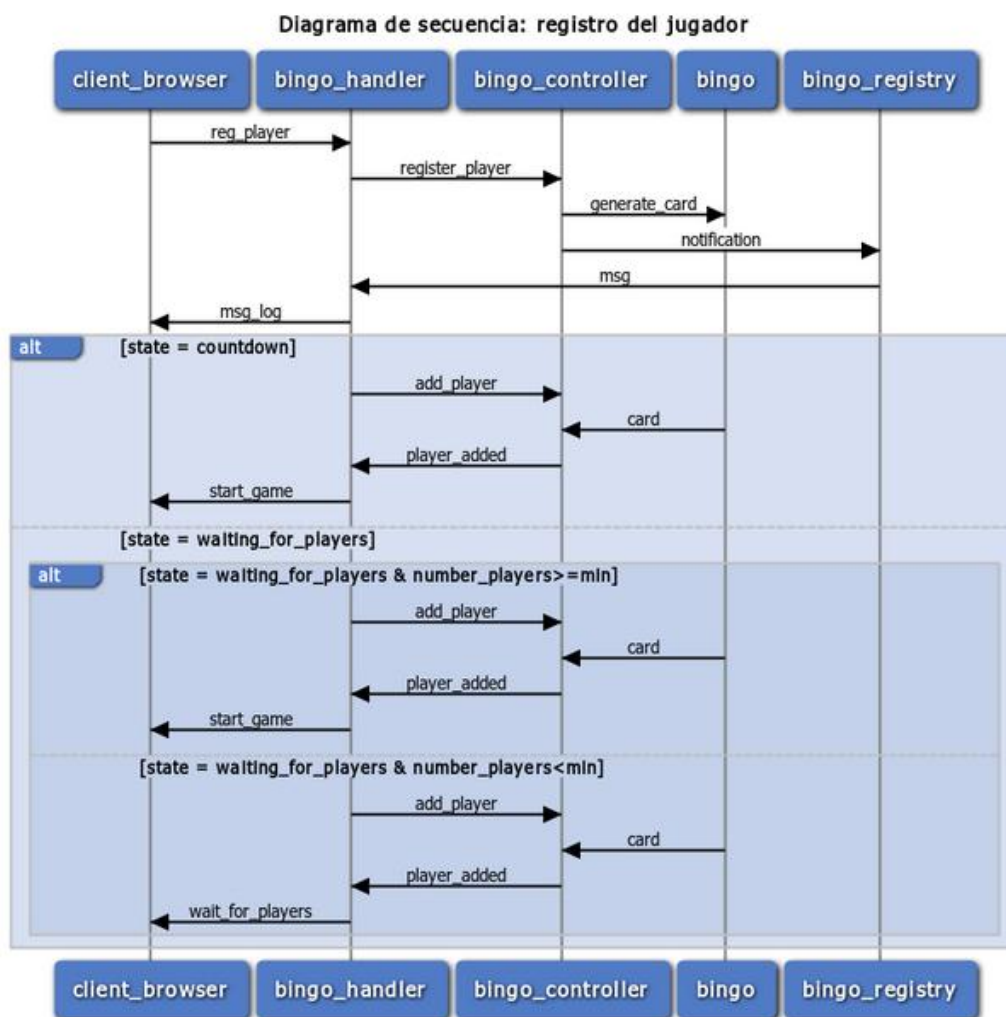 Diagrama de secuencia: registro del jugador
client_browser bingo_handler bingo_controller bingo bingo_registry
reg_player
register_player
generate_card
notification
msg
msg_log
alt [state = countdown]
add_player
card
player_added
start_game
[state = waiting_for_players]
alt [state = waiting_for_players & number_players>=min]
add_player
card
player_added
start_game
[state = waiting_for_players & number_players<min]
add_player
card
player_added
wait_for_players
client_browser bingo_handler bingo_controller bingo bingo_registry